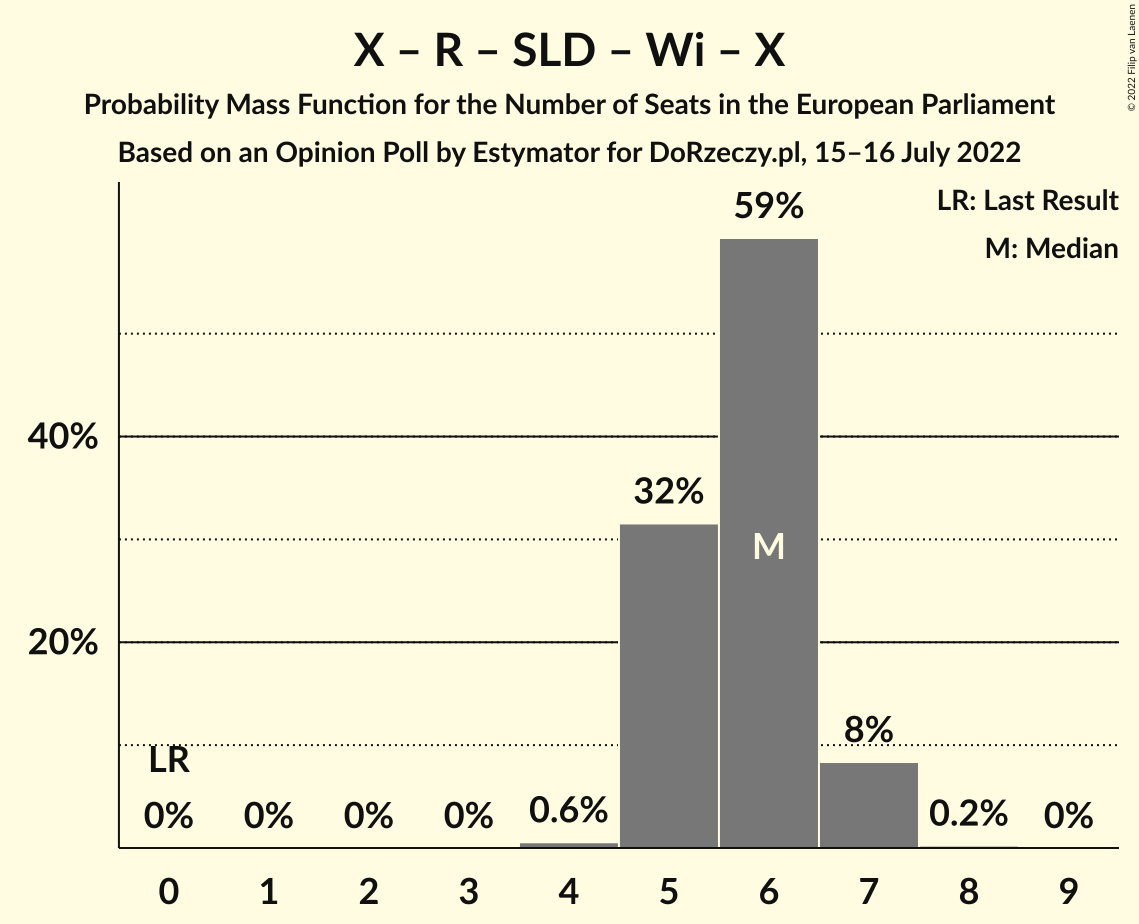 X – R – SLD – Wi – X
Probability Mass Function for the Number of Seats in the European Parliament
Based on an Opinion Poll by Estymator for DoRzeczy.pl, 15–16 July 2022
© 2022 Filip van Laenen
LR: Last Result
M: Median
59%
40%
32%
M
20%
8%
LR
0% 0% 0% 0% 0.6% 0.2% 0%
0 1 2 3 4 5 6 7 8 9